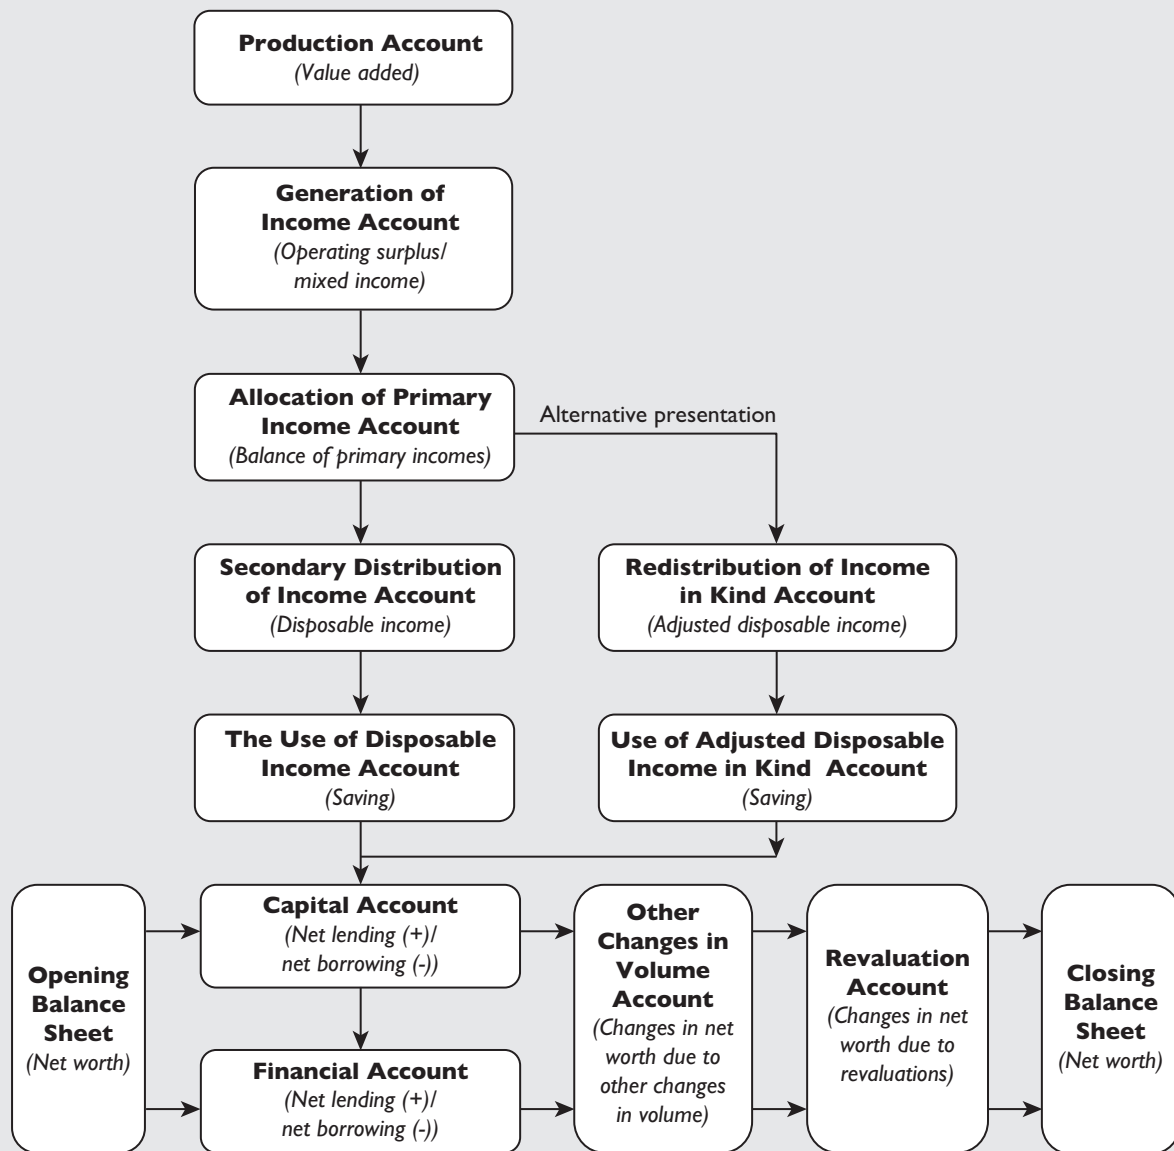 Production Account
(Value added)
Generation of
Income Account
(Operating surplus/
mixed income)
Allocation of Primary
Income Account
(Balance of primary incomes)
Alternative presentation
Secondary Distribution
of Income Account
(Disposable income)
Redistribution of Income
in Kind Account
(Adjusted disposable income)
The Use of Disposable
Income Account
(Saving)
Use of Adjusted Disposable
Income in Kind Account
(Saving)
Opening
Balance
Sheet
(Net worth)
Capital Account
(Net lending (+)/
net borrowing (-))
Financial Account
(Net lending (+)/
net borrowing (-))
Other
Changes in
Volume
Account
(Changes in net
worth due to
other changes
in volume)
Revaluation
Account
(Changes in net
worth due to
revaluations)
Closing
Balance
Sheet
(Net worth)